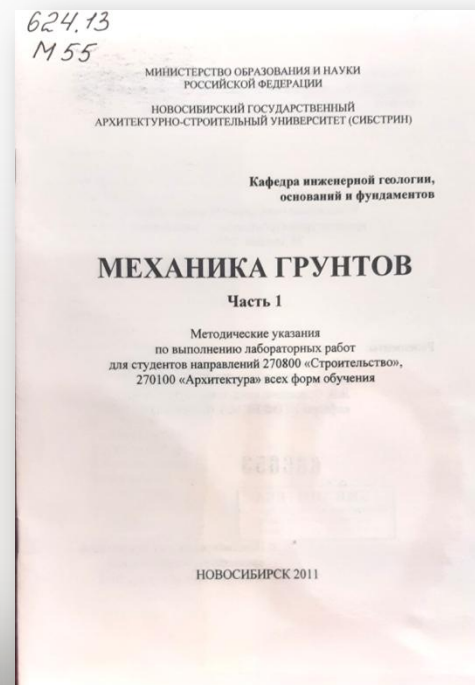 624.13
М 55
МИНИСТЕРСТВО ОБРАЗОВАНИЯ И НАУКИ
РОССИЙСКОЙ ФЕДЕРАЦИИ
НОВОСИБИРСКИЙ ГОСУДАРСТВЕННЫЙ
АРХИТЕКТУРНО-СТРОИТЕЛЬНЫЙ УНИВЕРСИТЕТ (СИБСТРИН)
Кафедра инженерной геологии,
оснований и фундаментов
МЕХАНИКА ГРУНТОВ
Часть 1
Методические указания
по выполнению лабораторных работ
для студентов направлений 270800 «Строительство»,
270100 «Архитектура» всех форм обучения
НОВОСИБИРСК 2011